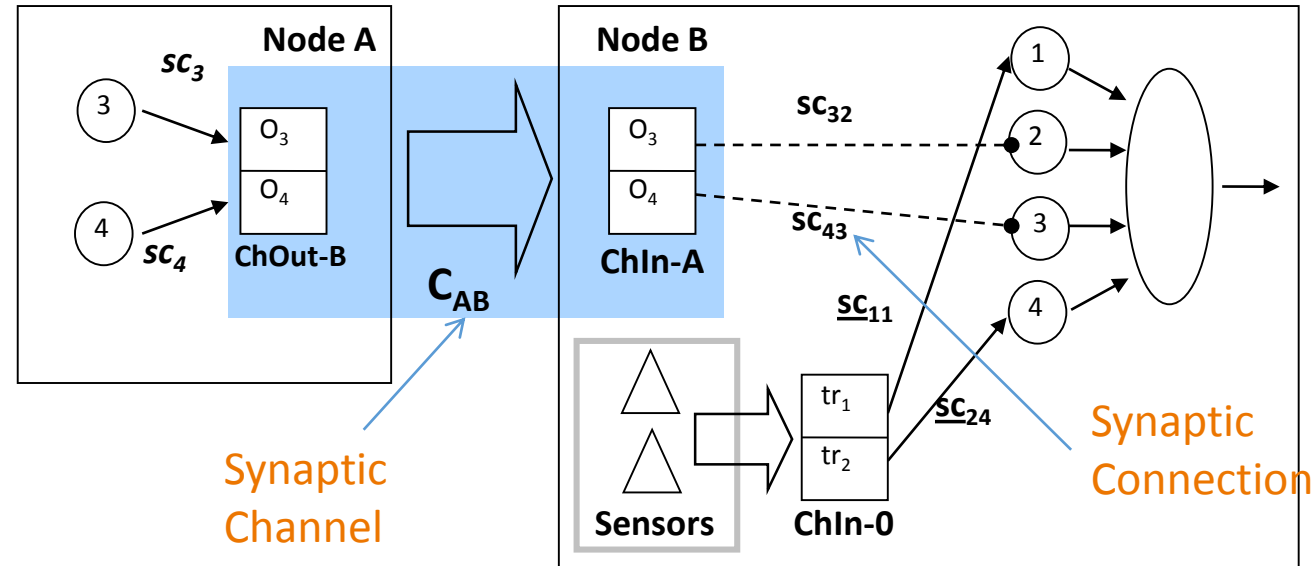 Node A
sc₃
3
4
sc₄
O₃
O₄
ChOut-B
C_AB
Node B
O₃
O₄
ChIn-A
sc₃₂
sc₄₃
sc₁₁
sc₂₄
1
2
3
4
Sensors
tr₁
tr₂
ChIn-0
Synaptic
Channel
Synaptic
Connection